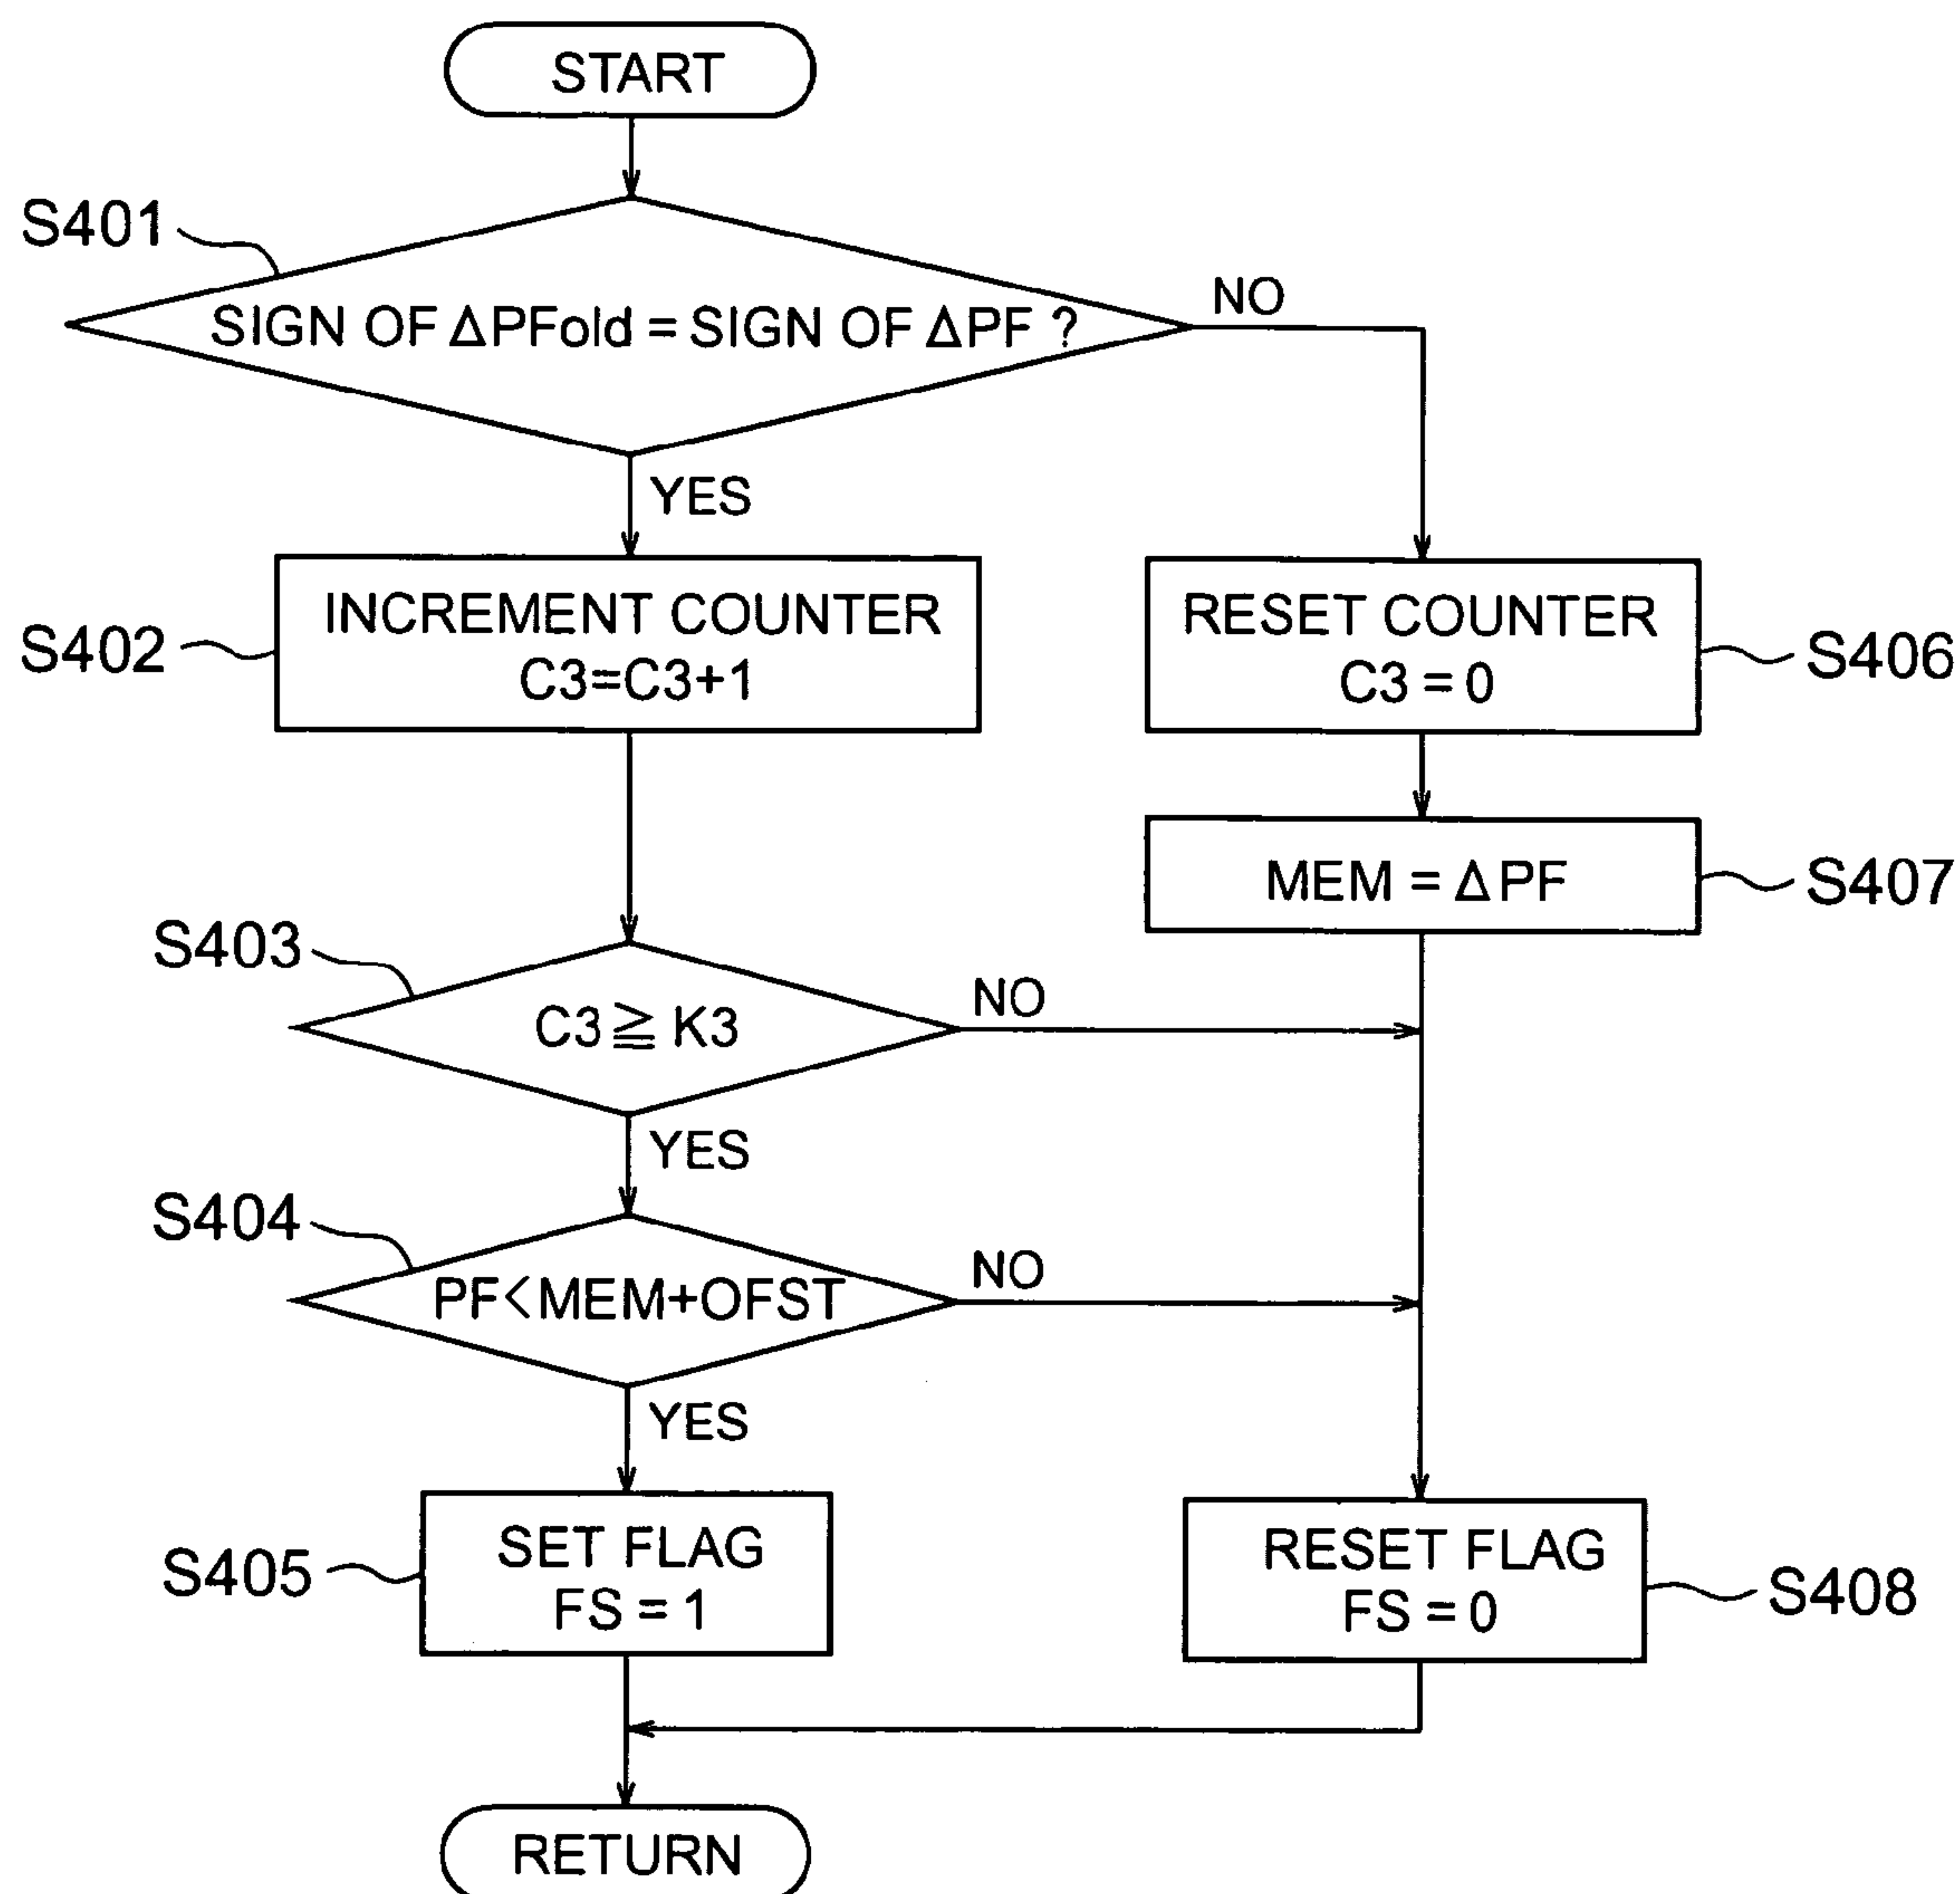 START
S401
SIGN OF ΔPFold = SIGN OF ΔPF ?
NO
YES
S402
INCREMENT COUNTER
C3=C3+1
RESET COUNTER
C3 = 0
S406
MEM = ΔPF
S407
S403
C3 ≧ K3
NO
YES
S404
PF<MEM+OFST
NO
YES
S405
SET FLAG
FS = 1
RESET FLAG
FS = 0
S408
RETURN